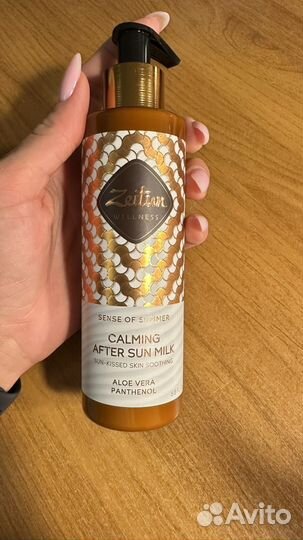 Zeitun
WELLNESS
SENSE OF SUMMER
CALMING
AFTER SUN MILK
SUN-KISSED SKIN SOOTHING
ALOE VERA
PANTHENOL
Avito